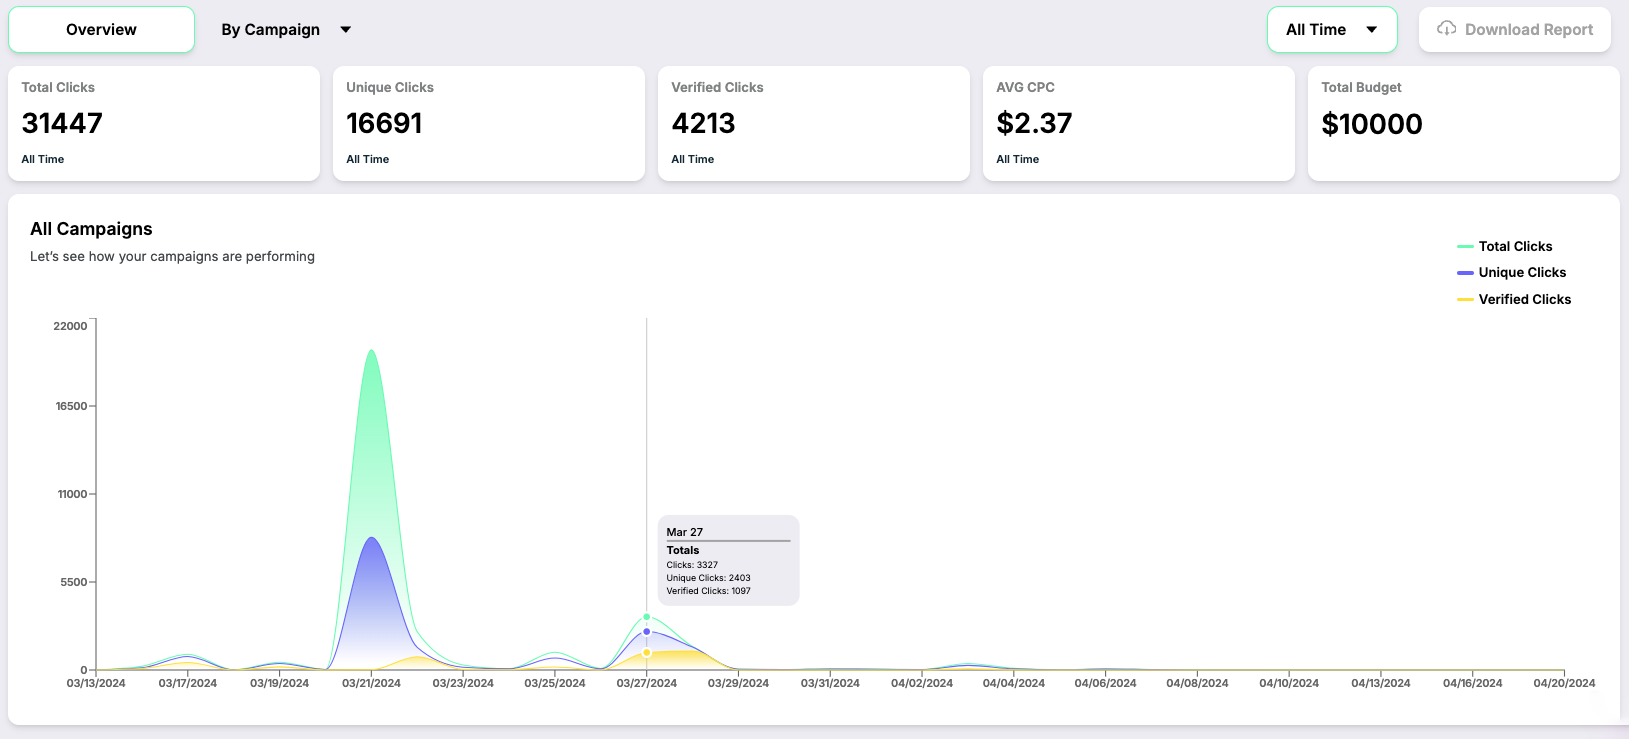 Overview
By Campaign
All Time
Download Report
Total Clicks
31447
All Time
Unique Clicks
16691
All Time
Verified Clicks
4213
All Time
AVG CPC
$2.37
All Time
Total Budget
$10000
All Campaigns
Let's see how your campaigns are performing
Total Clicks
Unique Clicks
Verified Clicks
22000
16500
11000
5500
0
Mar 27
Totals
Clicks: 3327
Unique Clicks: 2403
Verified Clicks: 1097
03/13/2024
03/17/2024
03/19/2024
03/21/2024
03/23/2024
03/25/2024
03/27/2024
03/29/2024
03/31/2024
04/02/2024
04/04/2024
04/06/2024
04/08/2024
04/10/2024
04/13/2024
04/16/2024
04/20/2024